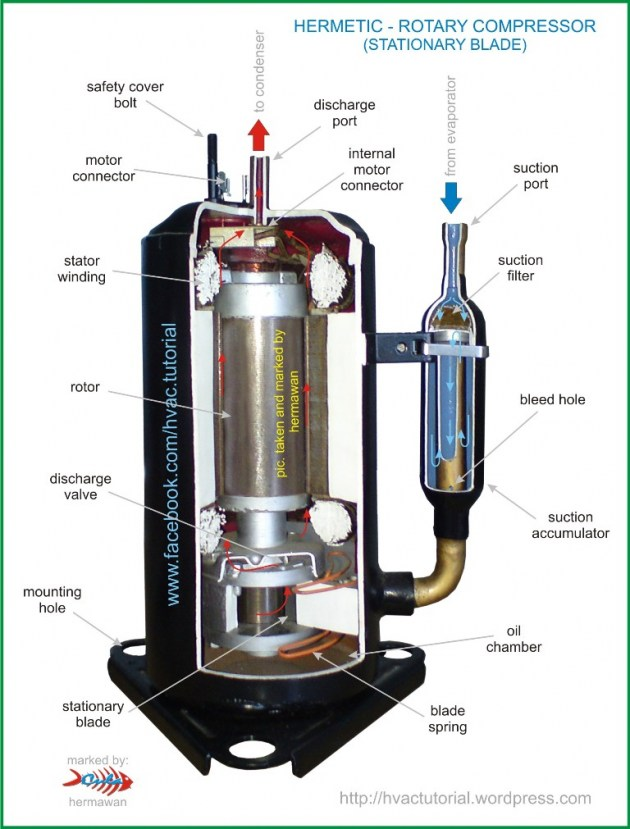 HERMETIC - ROTARY COMPRESSOR
(STATIONARY BLADE)
to condenser
from evaporator
safety cover
bolt
discharge
port
motor
connector
internal
motor
connector
suction
port
stator
winding
suction
filter
www.facebook.com/hvac.tutorial
pic. taken and marked by
hermawan
rotor
bleed hole
discharge
valve
suction
accumulator
mounting
hole
oil
chamber
stationary
blade
blade
spring
marked by:
hermawan
http://hvactutorial.wordpress.com